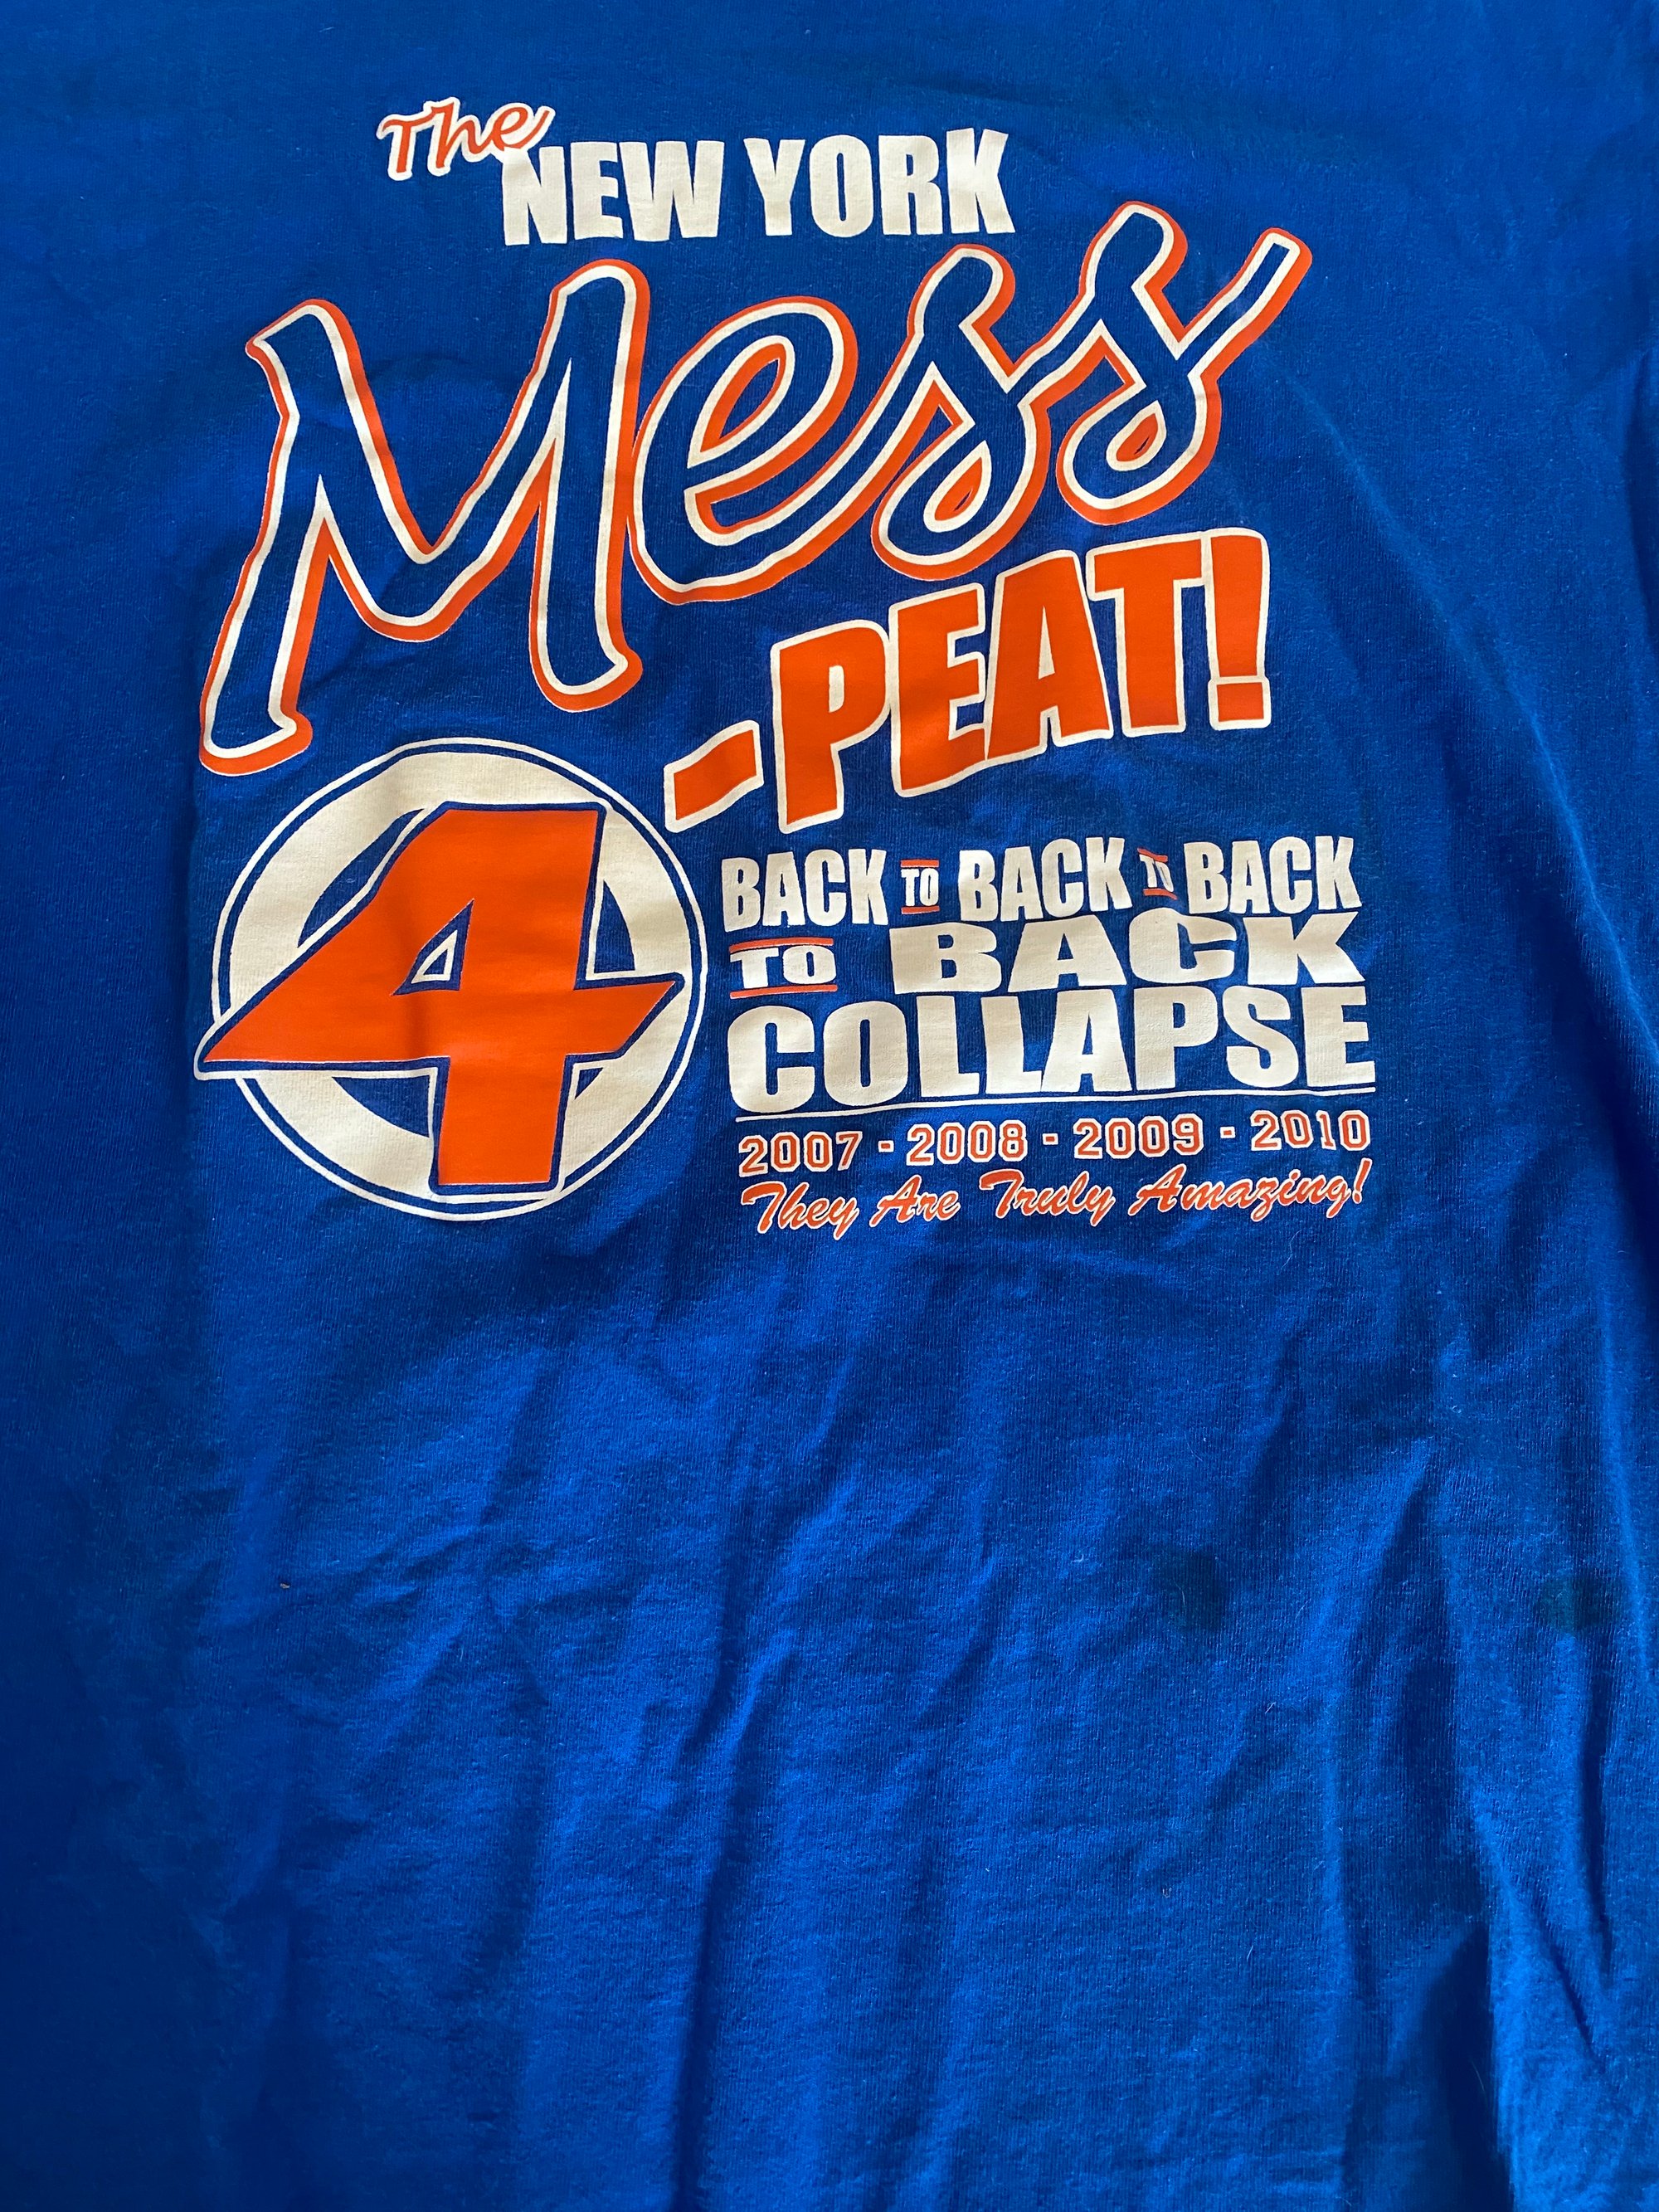 The
NEW YORK
Mess
4-PEAT!
BACK TO BACK TO BACK
TO BACK
COLLAPSE
2007 - 2008 - 2009 - 2010
They Are Truly Amazing!